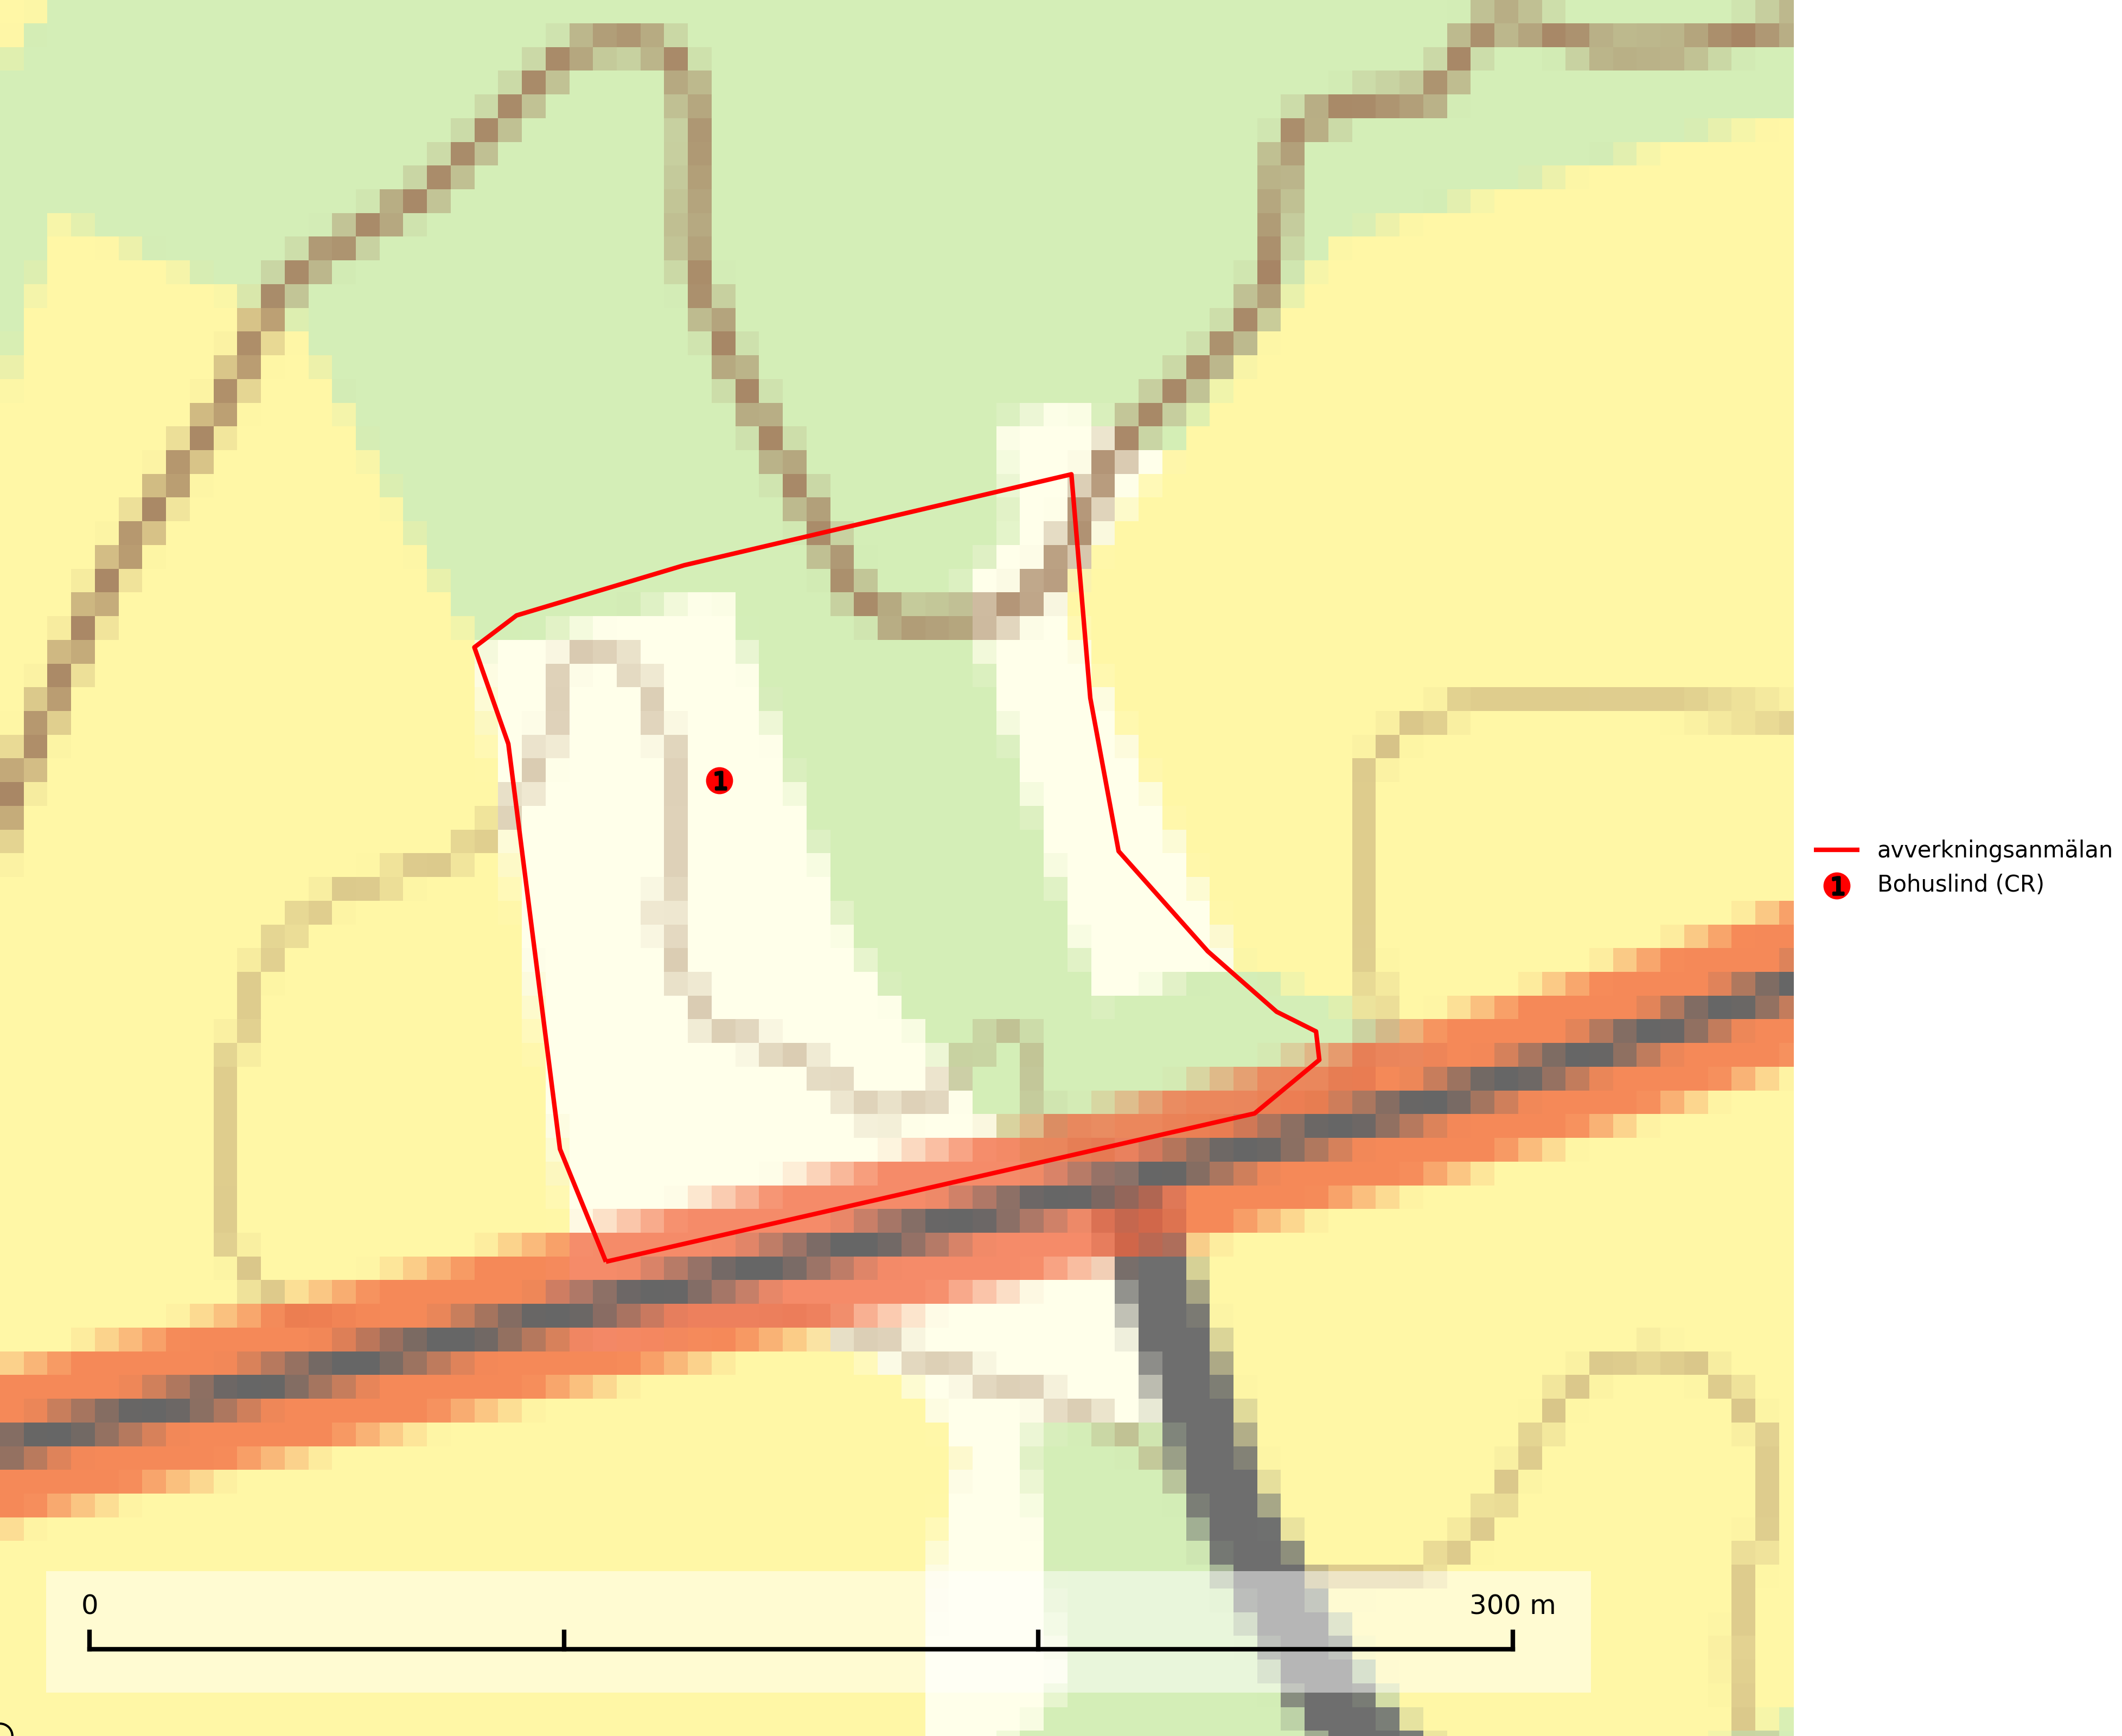 1
avverkningsanmälan
1 Bohuslind (CR)
0 300 m